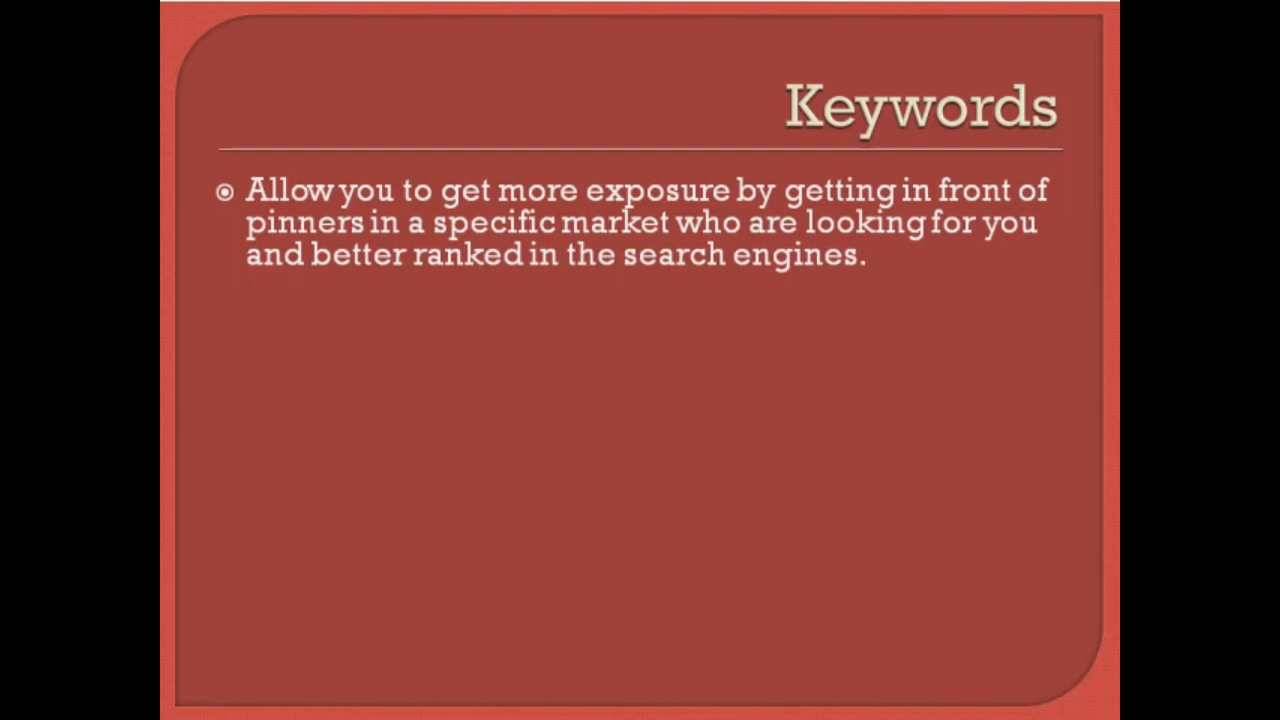 Keywords
Allow you to get more exposure by getting in front of
pinners in a specific market who are looking for you
and better ranked in the search engines.